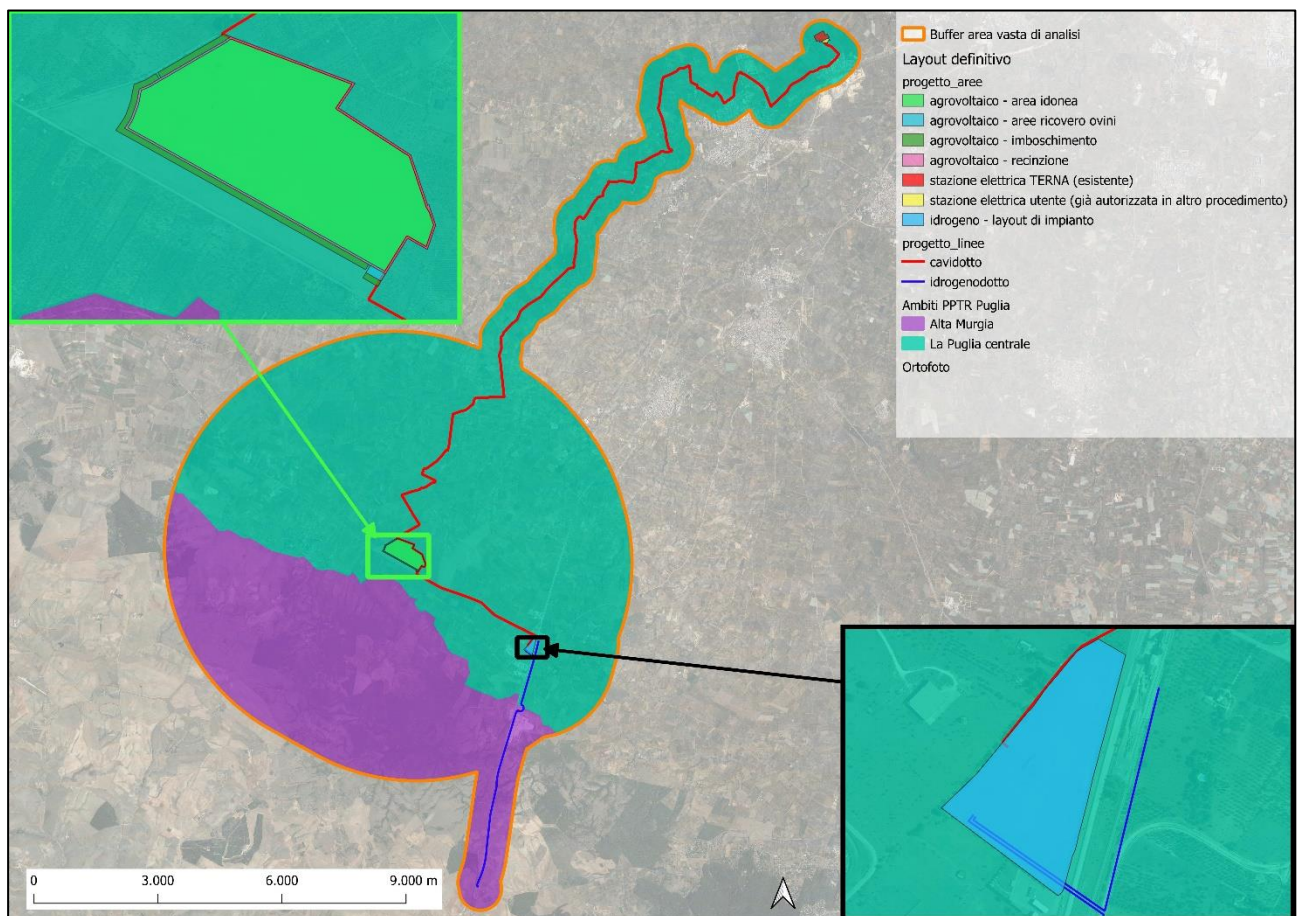 Buffer area vasta di analisi
Layout definitivo
progetto_aree
agrovoltaico - area idonea
agrovoltaico - aree ricovero ovini
agrovoltaico - imboschimento
agrovoltaico - recinzione
stazione elettrica TERNA (esistente)
stazione elettrica utente (già autorizzata in altro procedimento)
idrogeno - layout di impianto
progetto_linee
cavidotto
idrogenodotto
Ambiti PPTR Puglia
Alta Murgia
La Puglia centrale
Ortofoto
0 3.000 6.000 9.000 m